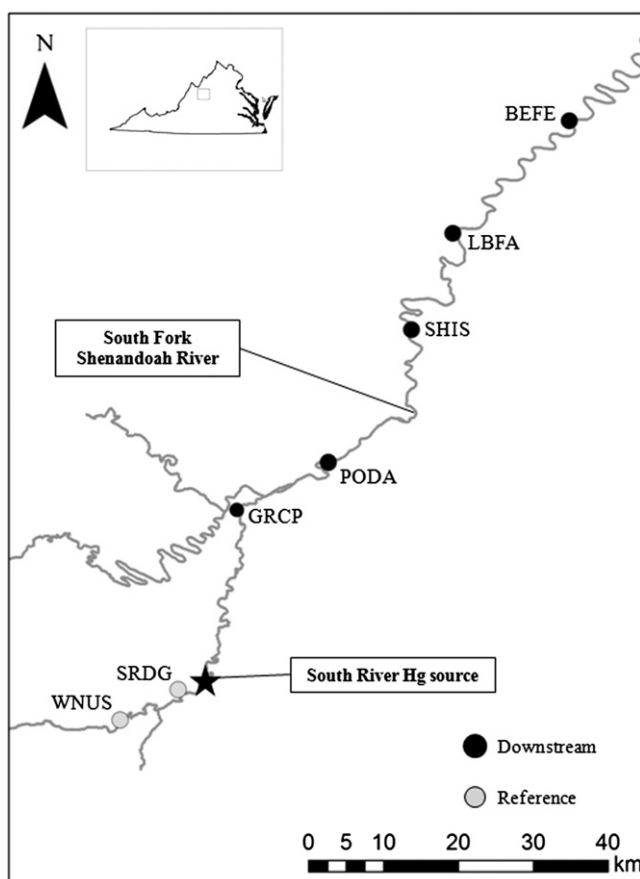 N
BEFE
LBFA
SHIS
South Fork
Shenandoah River
PODA
GRCP
SRDG
South River Hg source
WNUS
Downstream
Reference
0 5 10 20 30 40
km